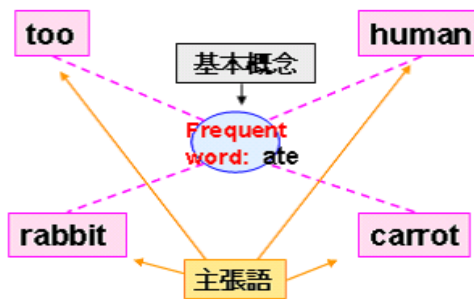 too
human
基本概念
Frequent
word: ate
rabbit
carrot
主張語